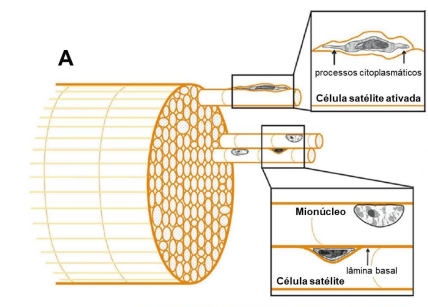 A
processos citoplasmáticos
Célula satélite ativada
Mionúcleo
lâmina basal
Célula satélite